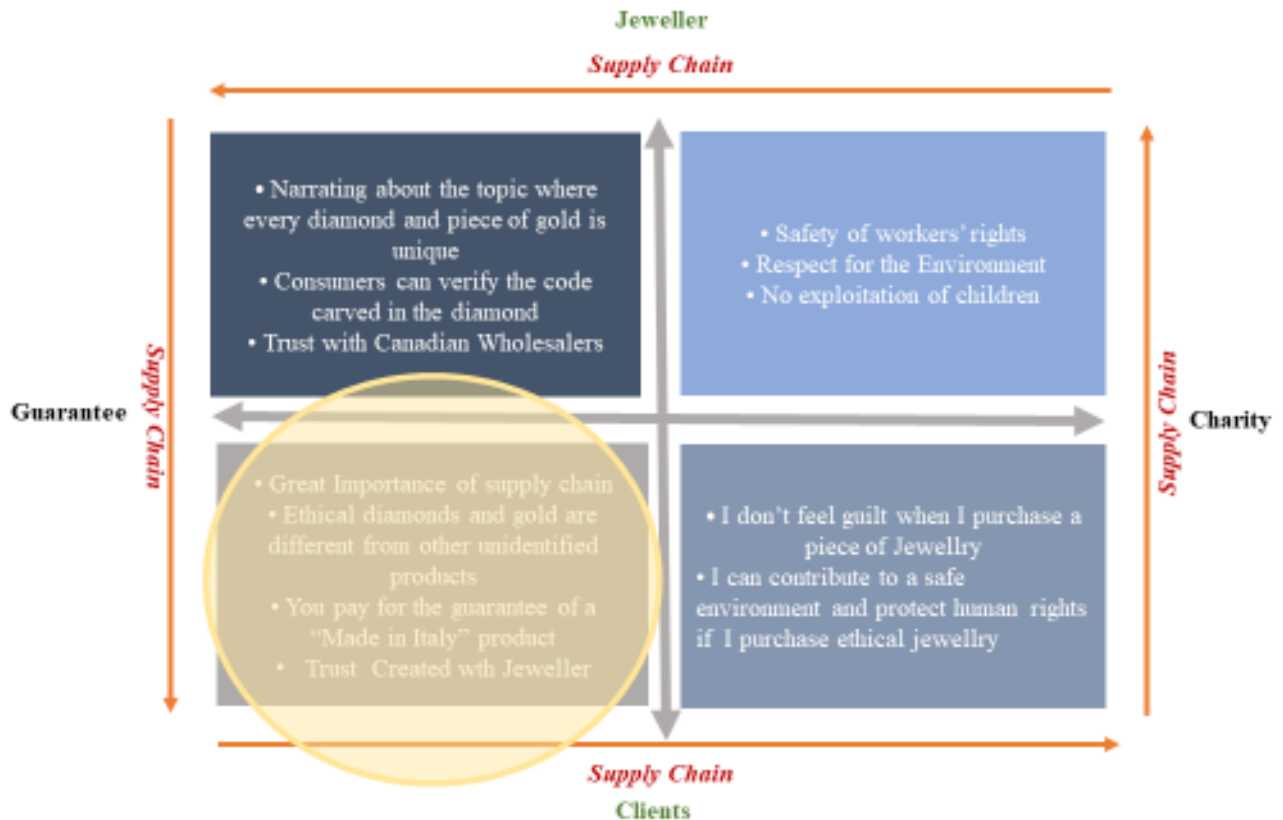 Jeweller
Supply Chain
• Narrating about the topic where
every diamond and piece of gold is
unique
• Consumers can verify the code
carved in the diamond
• Trust with Canadian Wholesalers
• Safety of workers' rights
• Respect for the Environment
• No exploitation of children
Supply Chain
Guarantee
Supply Chain
Charity
• Great Importance of supply chain
• Ethical diamonds and gold are
different from other unidentified
products
• You pay for the guarantee of a
“Made in Italy” product
• Trust Created wth Jeweller
• I don’t feel guilt when I purchase a
piece of Jewellry
• I can contribute to a safe
environment and protect human rights
if I purchase ethical jewellry
Supply Chain
Clients